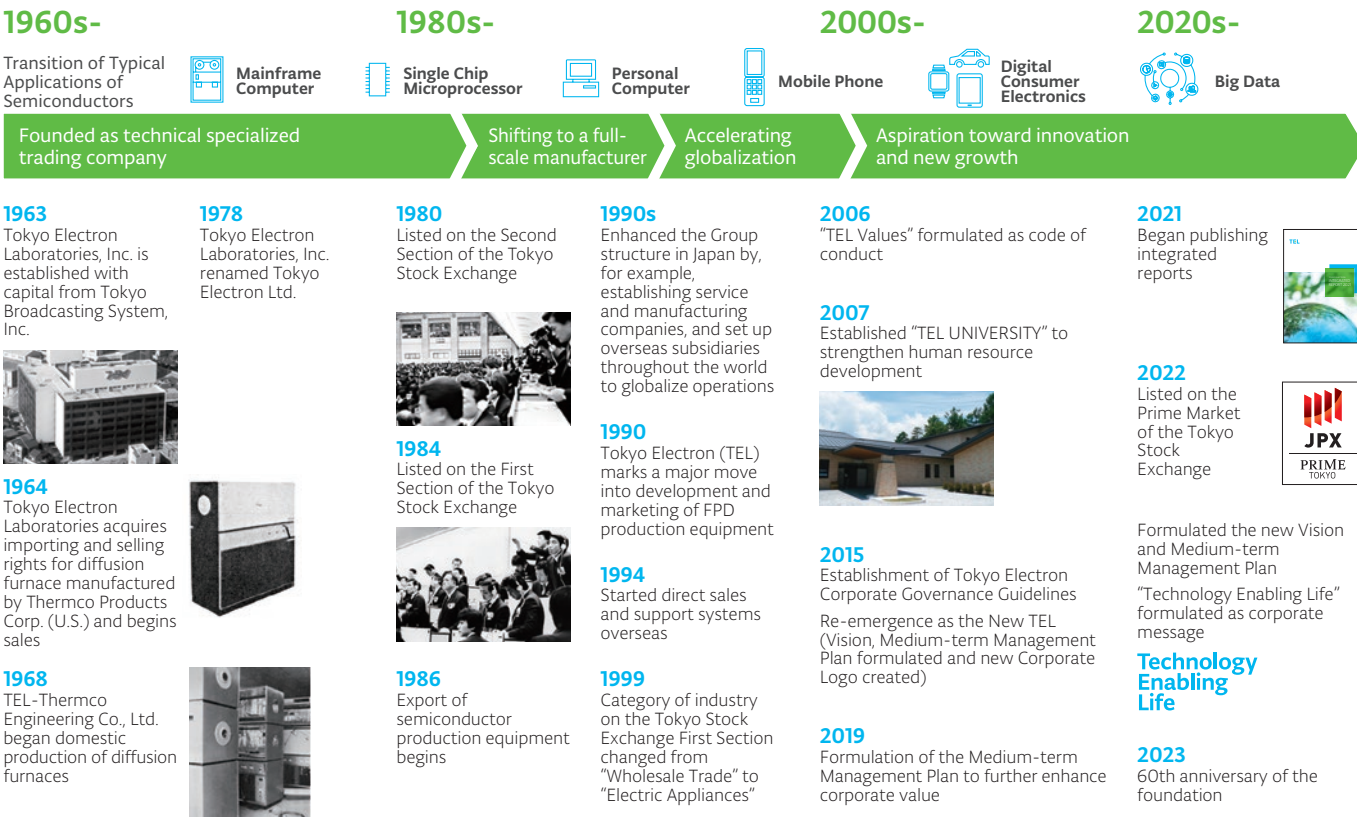 1960s-
1980s-
2000s-
2020s-
Transition of Typical
Applications of
Semiconductors
Mainframe
Computer
Single Chip
Microprocessor
Personal
Computer
Mobile Phone
Digital
Consumer
Electronics
Big Data
Founded as technical specialized
trading company
Shifting to a full-
scale manufacturer
Accelerating
globalization
Aspiration toward innovation
and new growth
1963
Tokyo Electron
Laboratories, Inc. is
established with
capital from Tokyo
Broadcasting System,
Inc.
1964
Tokyo Electron
Laboratories acquires
importing and selling
rights for diffusion
furnace manufactured
by Thermco Products
Corp. (U.S.) and begins
sales
1968
TEL-Thermco
Engineering Co., Ltd.
began domestic
production of diffusion
furnaces
1978
Tokyo Electron
Laboratories, Inc.
renamed Tokyo
Electron Ltd.
1980
Listed on the Second
Section of the Tokyo
Stock Exchange
1984
Listed on the First
Section of the Tokyo
Stock Exchange
1986
Export of
semiconductor
production equipment
begins
1990s
Enhanced the Group
structure in Japan by,
for example,
establishing service
and manufacturing
companies, and set up
overseas subsidiaries
throughout the world
to globalize operations
1990
Tokyo Electron (TEL)
marks a major move
into development and
marketing of FPD
production equipment
1994
Started direct sales
and support systems
overseas
1999
Category of industry
on the Tokyo Stock
Exchange First Section
changed from
“Wholesale Trade” to
“Electric Appliances”
2006
“TEL Values” formulated as code of
conduct
2007
Established “TEL UNIVERSITY” to
strengthen human resource
development
2015
Establishment of Tokyo Electron
Corporate Governance Guidelines
Re-emergence as the New TEL
(Vision, Medium-term Management
Plan formulated and new Corporate
Logo created)
2019
Formulation of the Medium-term
Management Plan to further enhance
corporate value
2021
Began publishing
integrated
reports
TEL
2022
Listed on the
Prime Market
of the Tokyo
Stock
Exchange
JPX
PRIME
TOKYO
Formulated the new Vision
and Medium-term
Management Plan
“Technology Enabling Life”
formulated as corporate
message
Technology
Enabling
Life
2023
60th anniversary of the
foundation